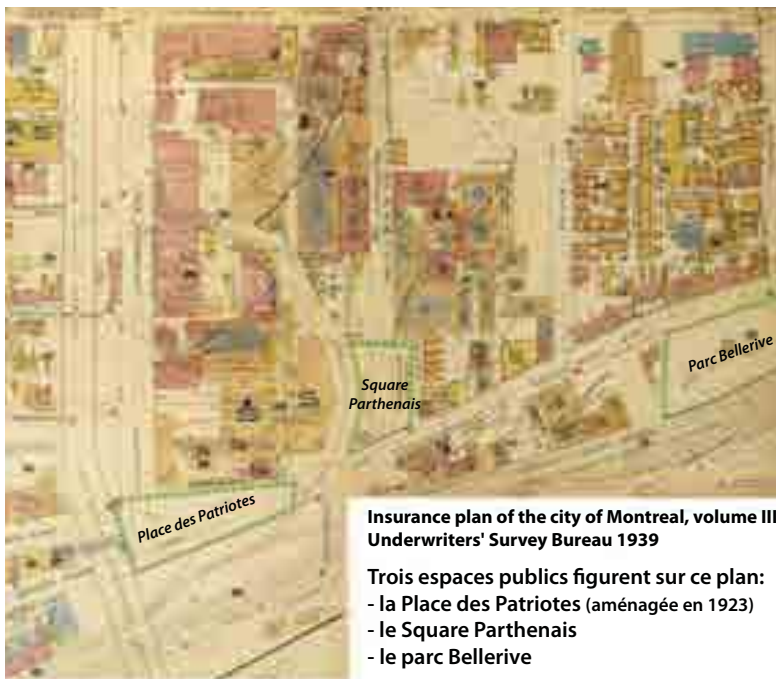 Parc Bellerive
Square
Parthenais
Place des Patriotes
Insurance plan of the city of Montreal, volume III
Underwriters' Survey Bureau 1939
Trois espaces publics figurent sur ce plan:
- la Place des Patriotes (aménagée en 1923)
- le Square Parthenais
- le parc Bellerive